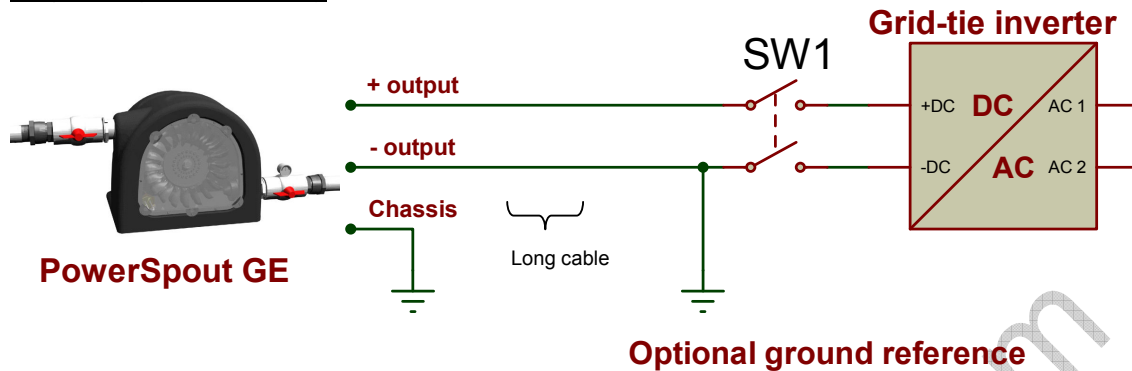 Grid-tie inverter
SW1
+ output
+DC
DC
AC 1
- output
-DC
AC
AC 2
Chassis
Long cable
PowerSpout GE
Optional ground reference